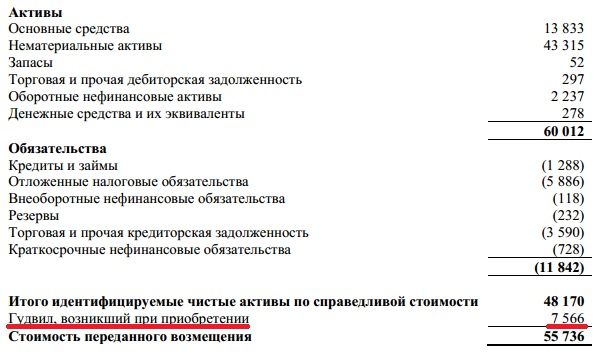 Активы
Основные средства 13 833
Нематериальные активы 43 315
Запасы 52
Торговая и прочая дебиторская задолженность 297
Оборотные нефинансовые активы 2 237
Денежные средства и их эквиваленты 278
60 012
Обязательства
Кредиты и займы (1 288)
Отложенные налоговые обязательства (5 886)
Внеоборотные нефинансовые обязательства (118)
Резервы (232)
Торговая и прочая кредиторская задолженность (3 590)
Краткосрочные нефинансовые обязательства (728)
(11 842)
Итого идентифицируемые чистые активы по справедливой стоимости 48 170
Гудвил, возникший при приобретении 7 566
Стоимость переданного возмещения 55 736